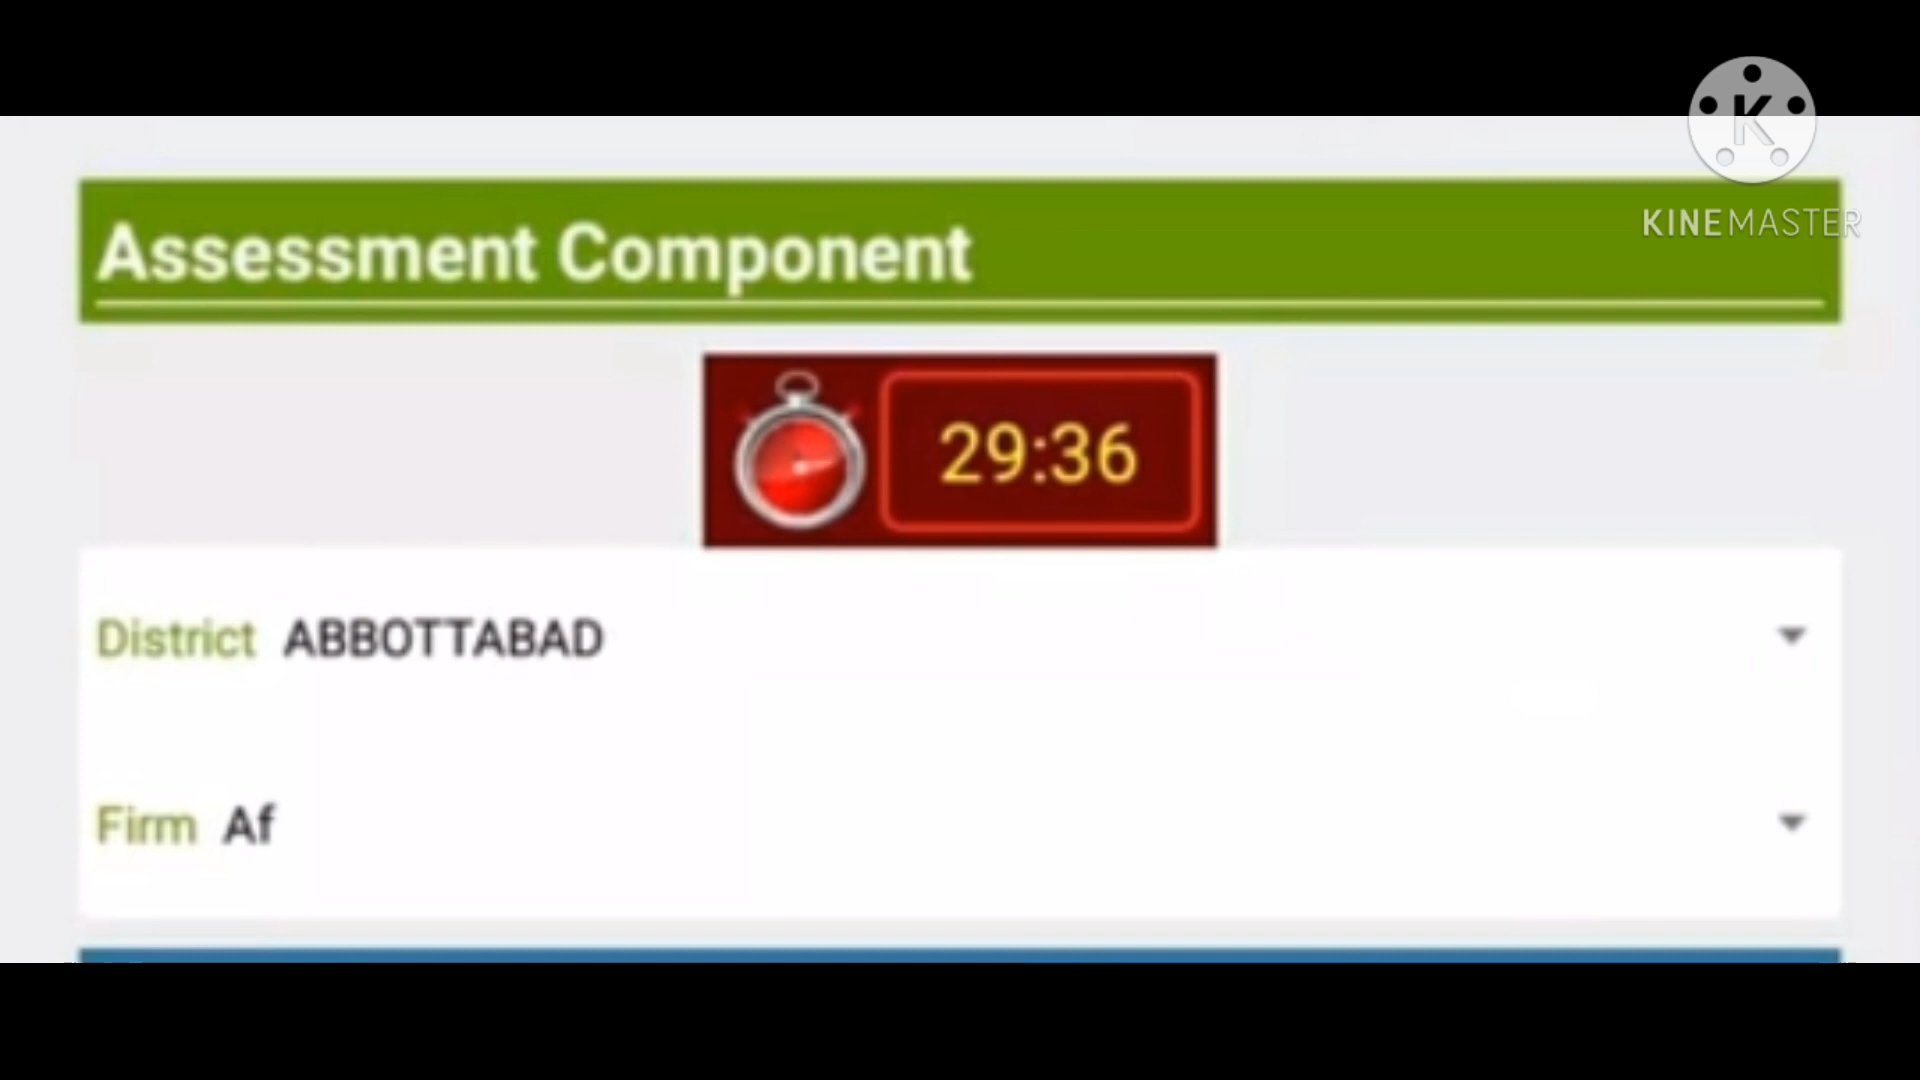 K
KINEMASTER
Assessment Component
29:36
District ABBOTTABAD
Firm Af